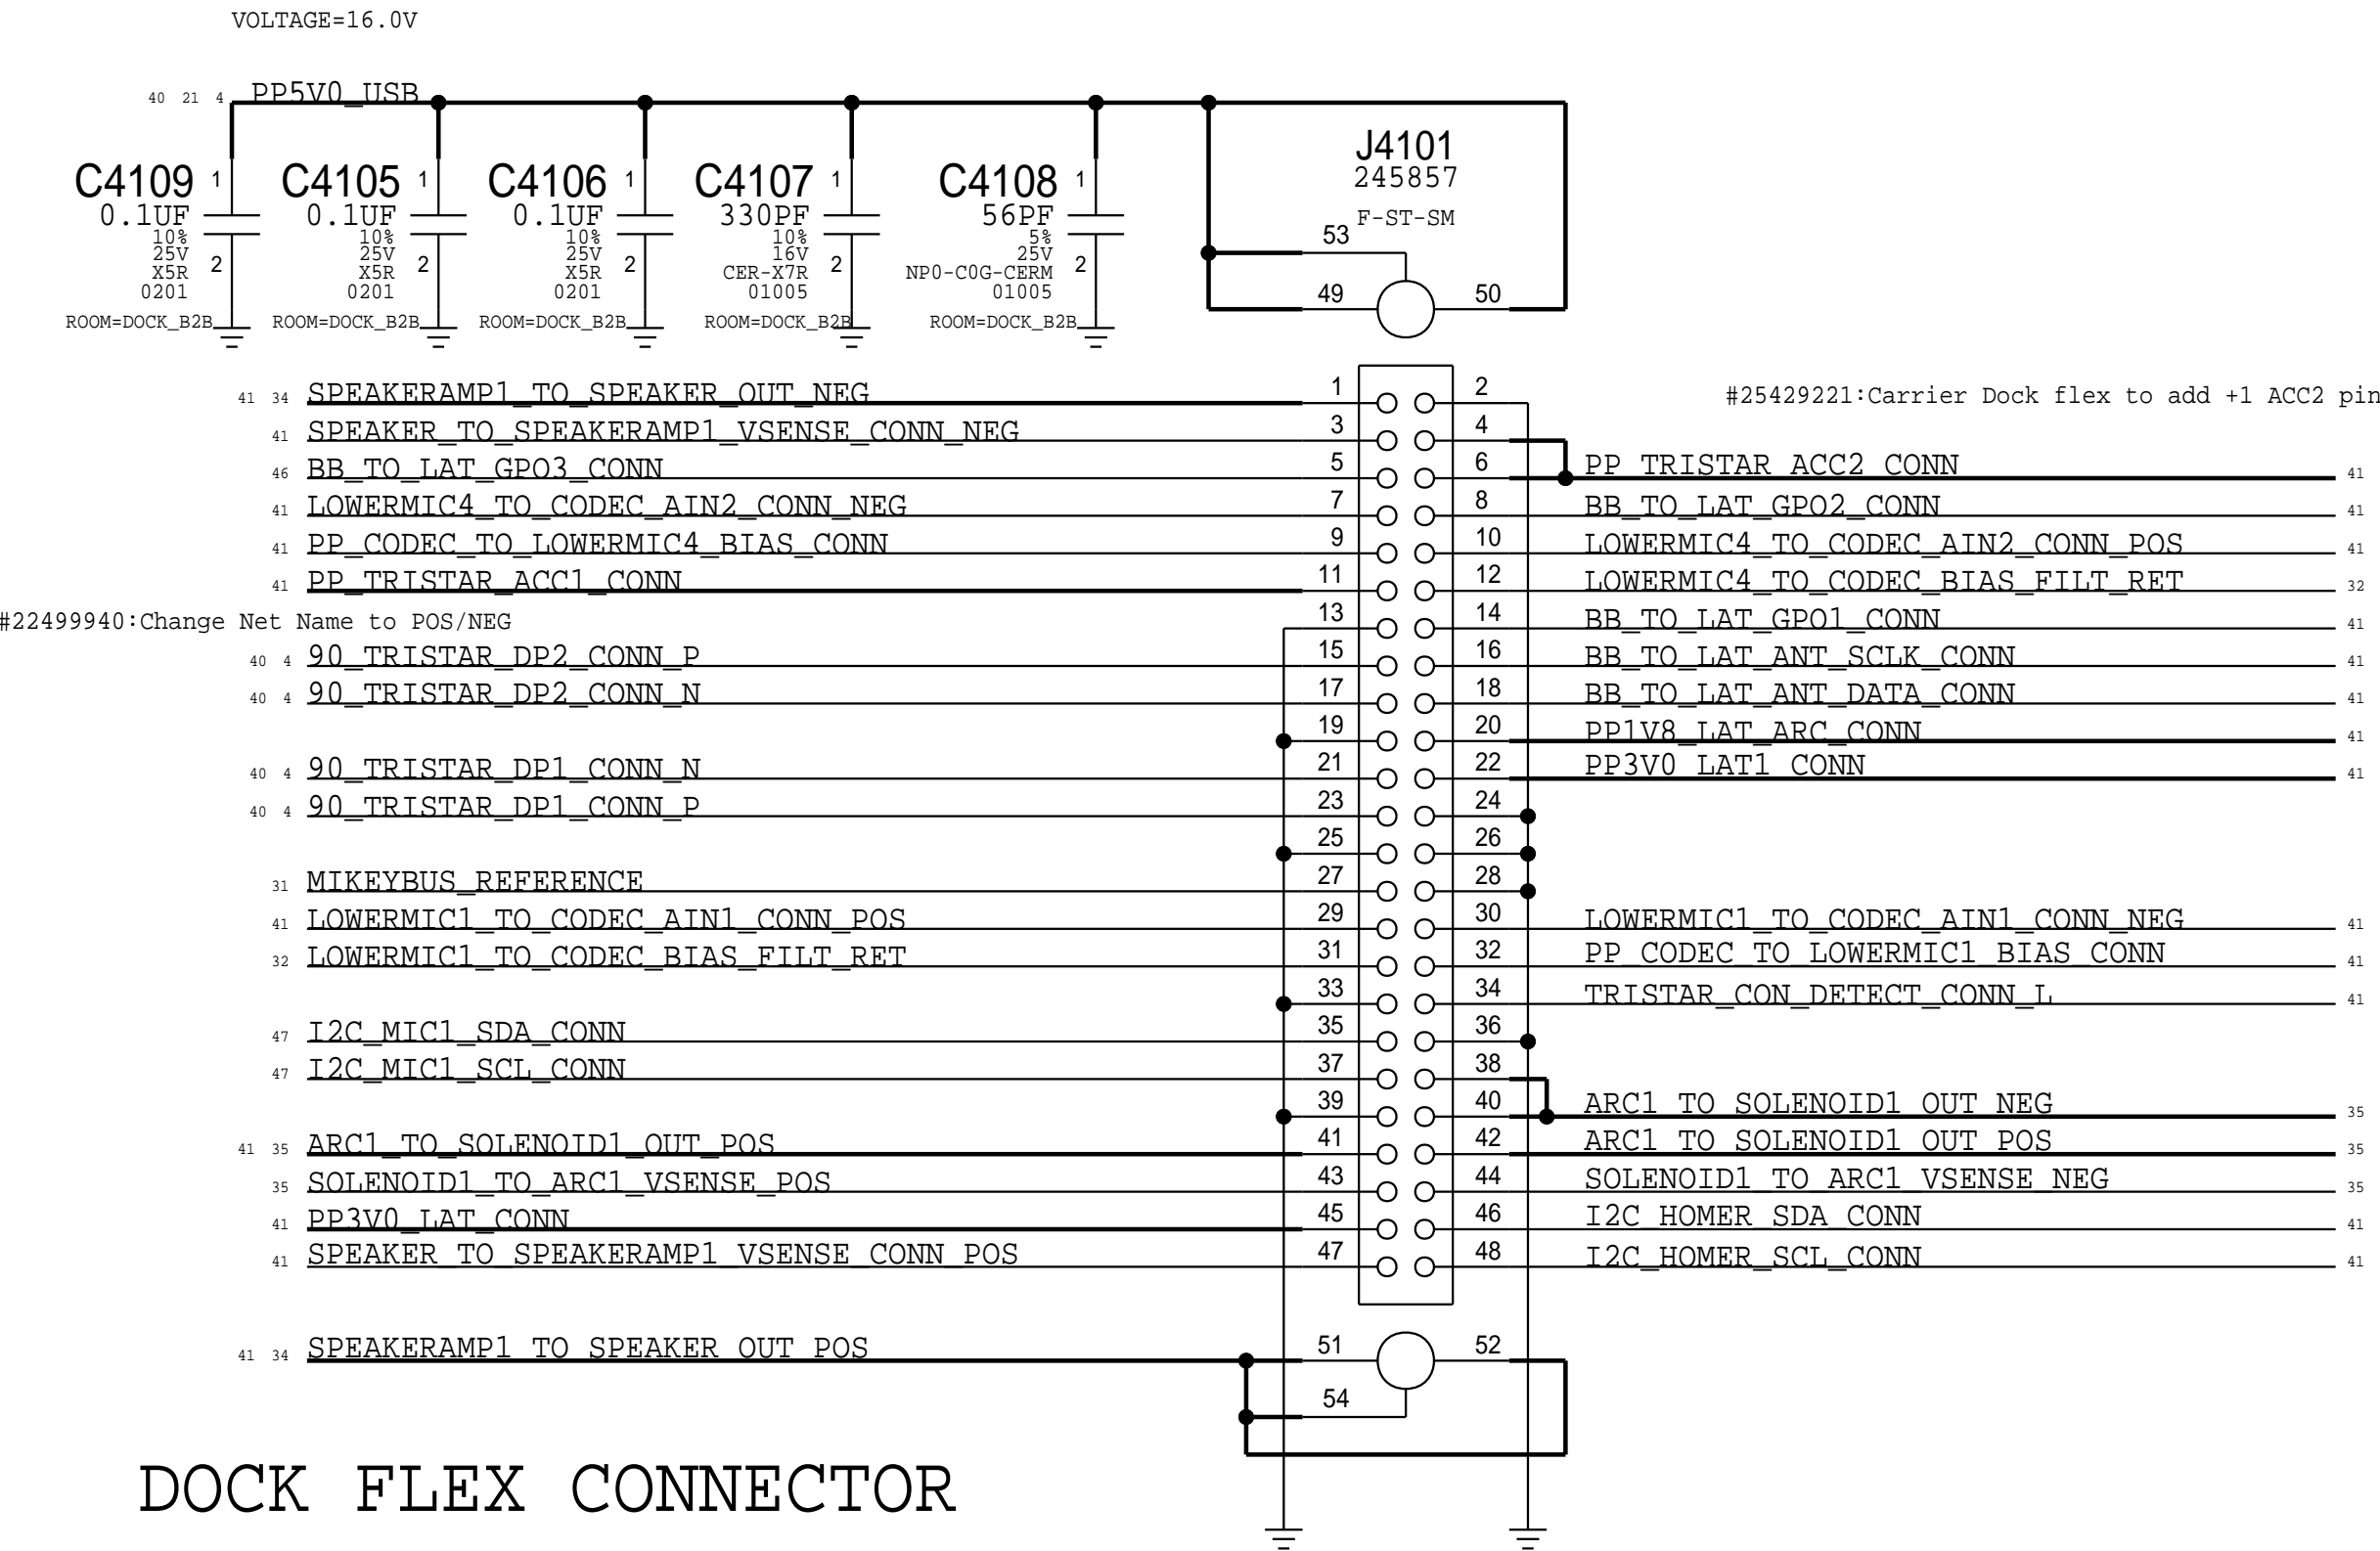 VOLTAGE=16.0V
40 21 4 PP5V0_USB
C4109 1
0.1UF
10%
25V
X5R
0201
2
ROOM=DOCK_B2B
C4105 1
0.1UF
10%
25V
X5R
0201
2
ROOM=DOCK_B2B
C4106 1
0.1UF
10%
25V
X5R
0201
2
ROOM=DOCK_B2B
C4107 1
330PF
10%
16V
CER-X7R
01005
2
ROOM=DOCK_B2B
C4108 1
56PF
5%
25V
NP0-C0G-CERM
01005
2
ROOM=DOCK_B2B
J4101
245857
F-ST-SM
53
49 50
41 34 SPEAKERAMP1_TO_SPEAKER_OUT_NEG 1 2
#25429221:Carrier Dock flex to add +1 ACC2 pin
41 SPEAKER_TO_SPEAKERAMP1_VSENSE_CONN_NEG 3 4
46 BB_TO_LAT_GPO3_CONN 5 6 PP_TRISTAR_ACC2_CONN 41
41 LOWERMIC4_TO_CODEC_AIN2_CONN_NEG 7 8 BB_TO_LAT_GPO2_CONN 41
41 PP_CODEC_TO_LOWERMIC4_BIAS_CONN 9 10 LOWERMIC4_TO_CODEC_AIN2_CONN_POS 41
41 PP_TRISTAR_ACC1_CONN 11 12 LOWERMIC4_TO_CODEC_BIAS_FILT_RET 32
#22499940:Change Net Name to POS/NEG
13 14 BB_TO_LAT_GPO1_CONN 41
40 4 90_TRISTAR_DP2_CONN_P 15 16 BB_TO_LAT_ANT_SCLK_CONN 41
40 4 90_TRISTAR_DP2_CONN_N 17 18 BB_TO_LAT_ANT_DATA_CONN 41
19 20 PP1V8_LAT_ARC_CONN 41
40 4 90_TRISTAR_DP1_CONN_N 21 22 PP3V0_LAT1_CONN 41
40 4 90_TRISTAR_DP1_CONN_P 23 24
25 26
31 MIKEYBUS_REFERENCE 27 28
41 LOWERMIC1_TO_CODEC_AIN1_CONN_POS 29 30 LOWERMIC1_TO_CODEC_AIN1_CONN_NEG 41
32 LOWERMIC1_TO_CODEC_BIAS_FILT_RET 31 32 PP_CODEC_TO_LOWERMIC1_BIAS_CONN 41
33 34 TRISTAR_CON_DETECT_CONN_L 41
47 I2C_MIC1_SDA_CONN 35 36
47 I2C_MIC1_SCL_CONN 37 38
39 40 ARC1_TO_SOLENOID1_OUT_NEG 35
41 35 ARC1_TO_SOLENOID1_OUT_POS 41 42 ARC1_TO_SOLENOID1_OUT_POS 35
35 SOLENOID1_TO_ARC1_VSENSE_POS 43 44 SOLENOID1_TO_ARC1_VSENSE_NEG 35
41 PP3V0_LAT_CONN 45 46 I2C_HOMER_SDA_CONN 41
41 SPEAKER_TO_SPEAKERAMP1_VSENSE_CONN_POS 47 48 I2C_HOMER_SCL_CONN 41
41 34 SPEAKERAMP1_TO_SPEAKER_OUT_POS 51 52
54
DOCK FLEX CONNECTOR